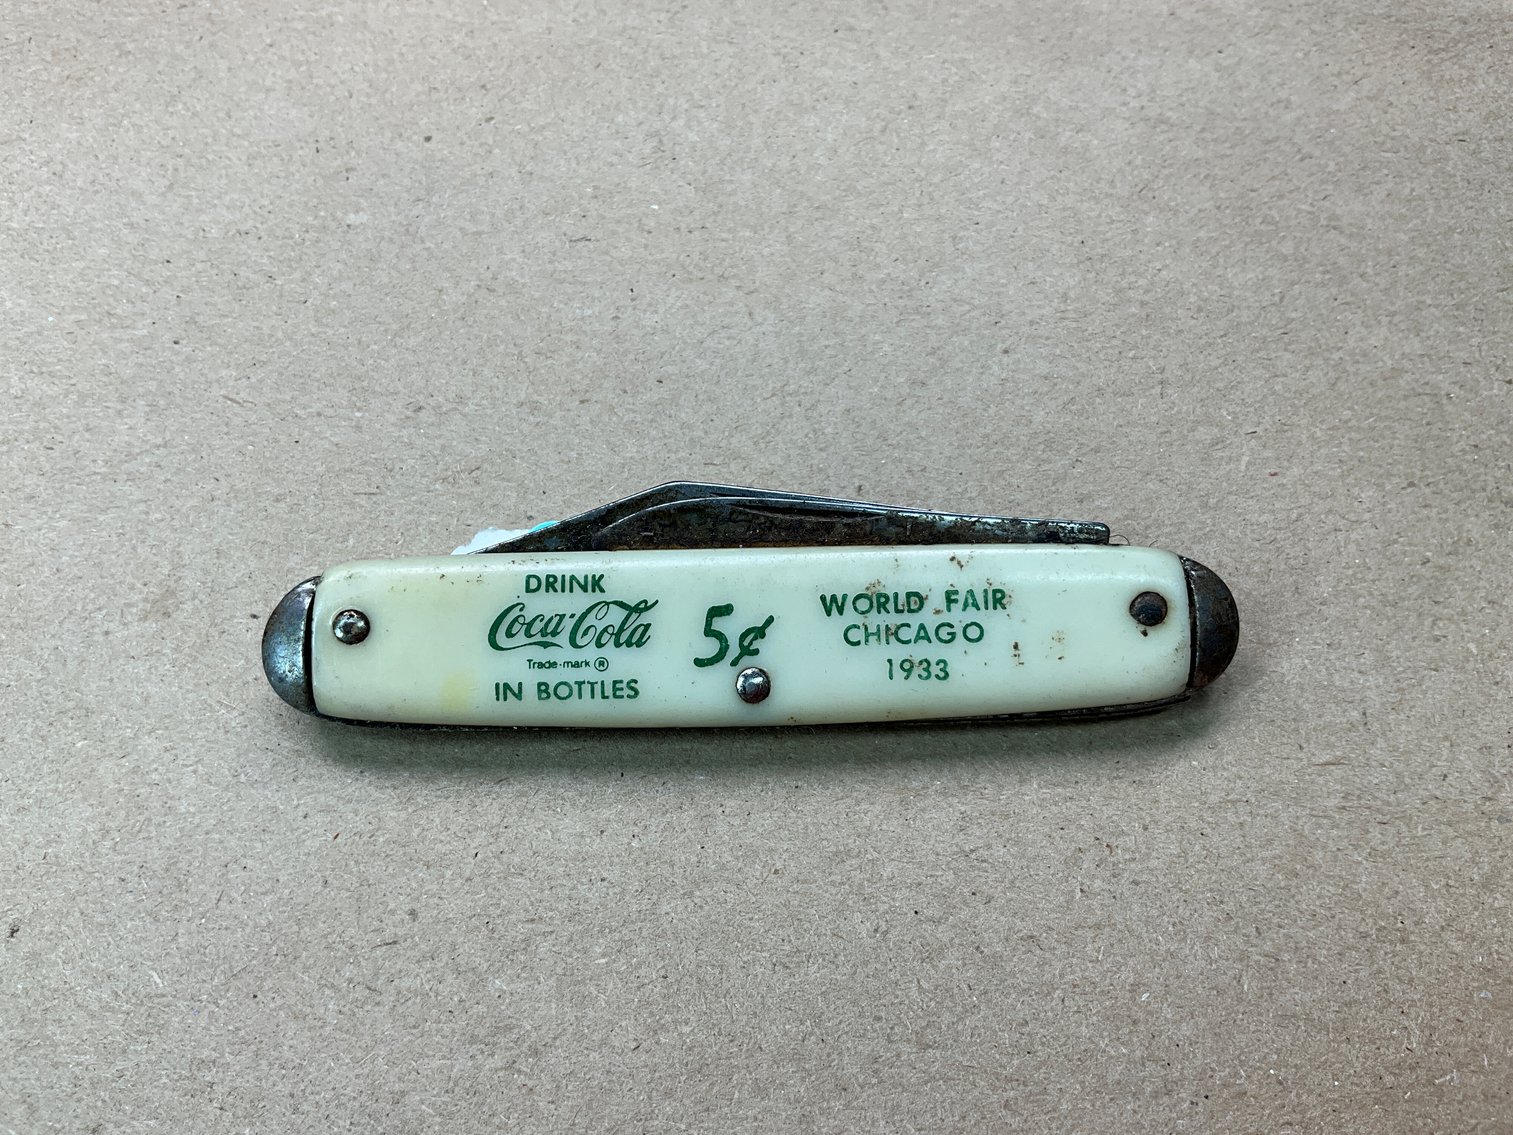 DRINK
Coca-Cola
Trade-mark ®
IN BOTTLES
5¢
WORLD FAIR
CHICAGO
1933